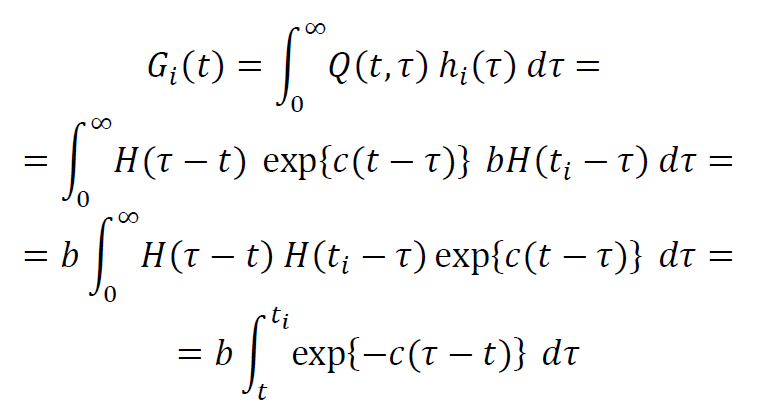 G_i(t) = ∫_0^∞ Q(t, τ) h_i(τ) dτ =
= ∫_0^∞ H(τ − t) exp{c(t − τ)} bH(t_i − τ) dτ =
= b ∫_0^∞ H(τ − t) H(t_i − τ) exp{c(t − τ)} dτ =
= b ∫_t^{t_i} exp{−c(τ − t)} dτ